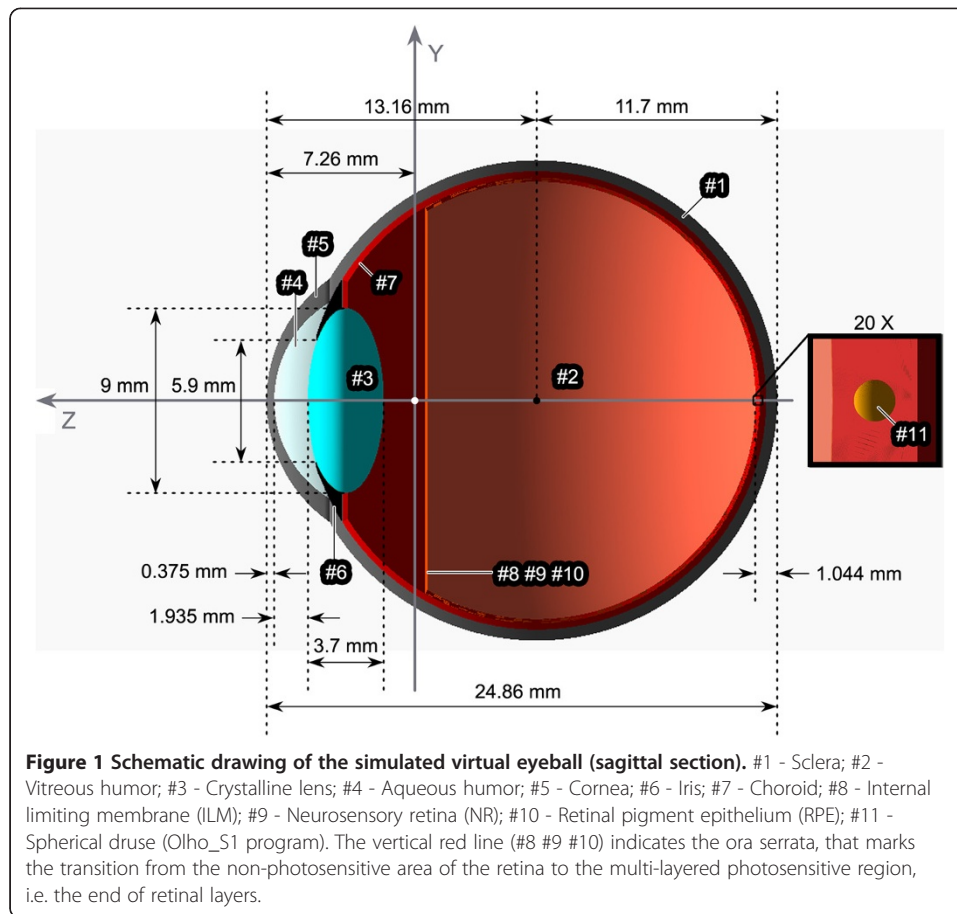 Y
13.16 mm
11.7 mm
7.26 mm
#1
#5
#4
#7
20 X
9 mm
5.9 mm
#3
#2
Z
#11
0.375 mm
#6
#8 #9 #10
1.044 mm
1.935 mm
3.7 mm
24.86 mm
Figure 1 Schematic drawing of the simulated virtual eyeball (sagittal section). #1 - Sclera; #2 -
Vitreous humor; #3 - Crystalline lens; #4 - Aqueous humor; #5 - Cornea; #6 - Iris; #7 - Choroid; #8 - Internal
limiting membrane (ILM); #9 - Neurosensory retina (NR); #10 - Retinal pigment epithelium (RPE); #11 -
Spherical druse (Olho_S1 program). The vertical red line (#8 #9 #10) indicates the ora serrata, that marks
the transition from the non-photosensitive area of the retina to the multi-layered photosensitive region,
i.e. the end of retinal layers.